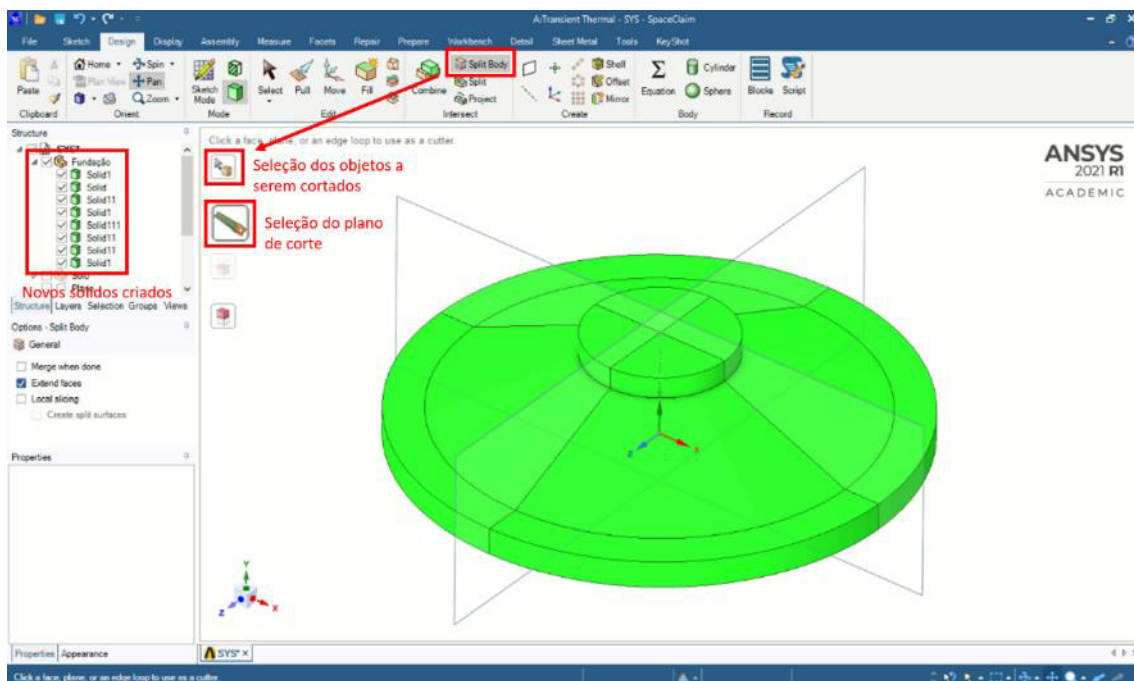 A:Transient Thermal - SYS - SpaceClaim
File Sketch Design Display Assembly Measure Facets Repair Prepare Workbench Detail Sheet Metal Tools KeyShot
Home Spin Split Body Shell Cylinder
Paste Plan View Pan Sketch Mode Select Pull Move Fill Combine Split Offset Equation Sphere Blocks Script
Zoom Project Mirror
Clipboard Orient Mode Edit Intersect Create Body Record
Structure
Click a face, plane, or an edge loop to use as a cutter.
SYS1
Fundação
Solid1
Solid
Solid11
Solid1
Solid111
Solid11
Solid11
Solid1
Solo
Plane
Novos sólidos criados
Seleção dos objetos a
serem cortados
Seleção do plano
de corte
ANSYS
2021 R1
ACADEMIC
Structure Layers Selection Groups Views
Options - Split Body
General
Merge when done
Extend faces
Local slicing
Create split surfaces
Properties
Y
Z
X
z
x
Properties Appearance
SYS*
Click a face, plane, or an edge loop to use as a cutter